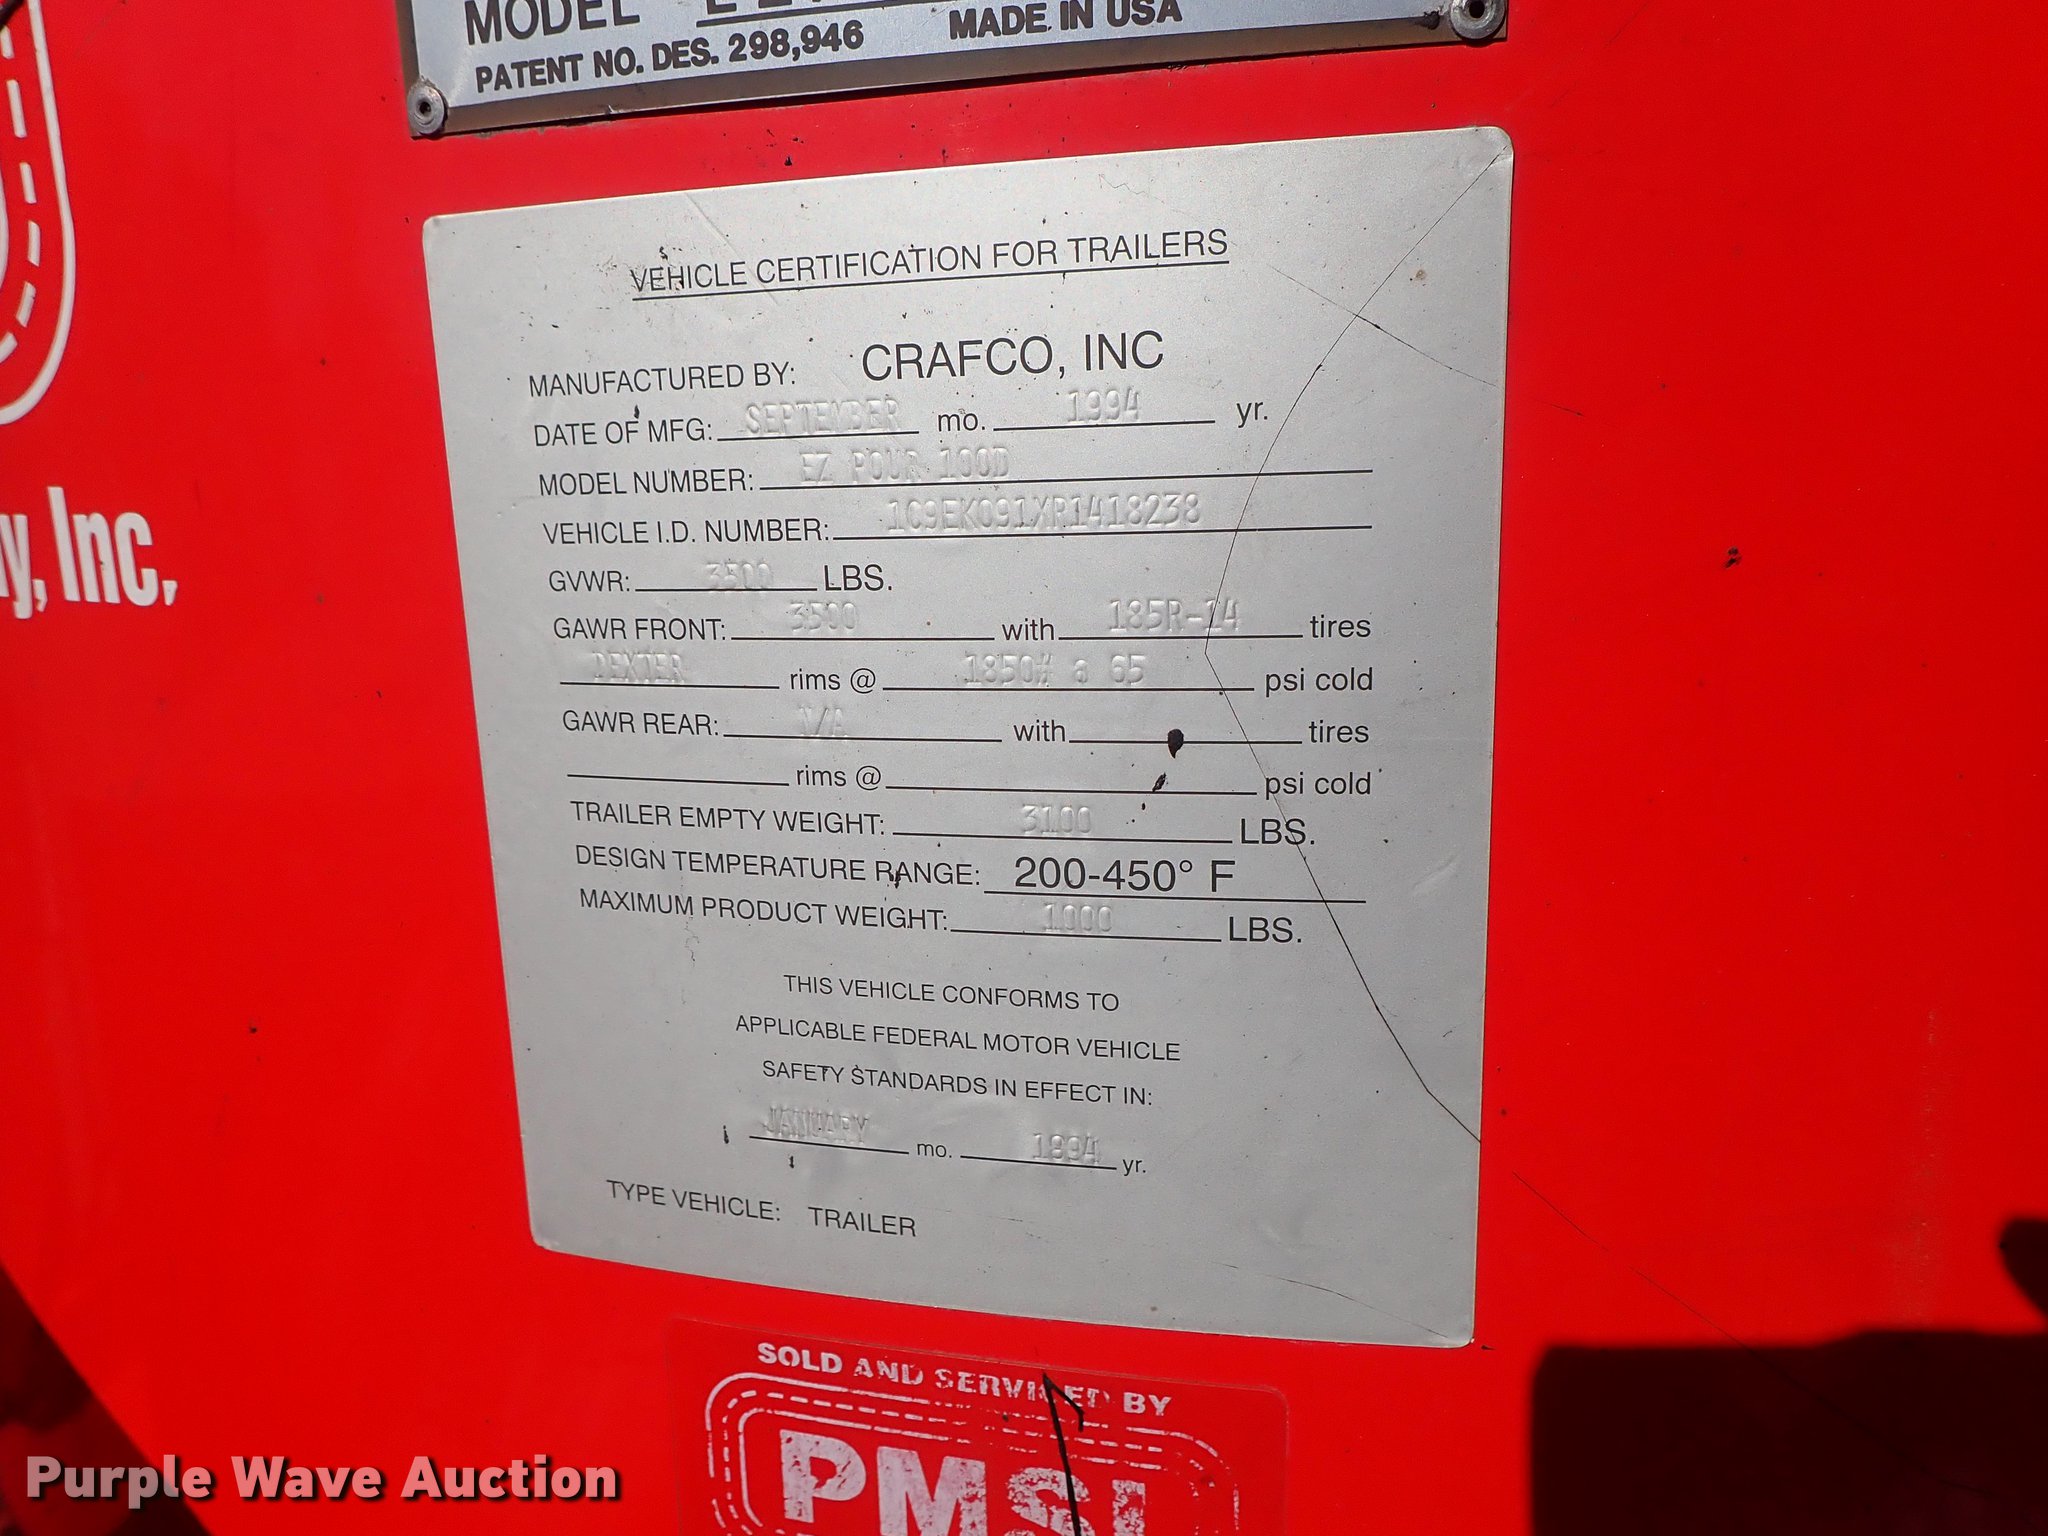 MODEL
PATENT NO. DES. 298,946 MADE IN USA
VEHICLE CERTIFICATION FOR TRAILERS
MANUFACTURED BY: CRAFCO, INC
DATE OF MFG: SEPTEMBER mo. 1994 yr.
MODEL NUMBER: EZ POUR 100D
VEHICLE I.D. NUMBER: 1C9EK091XR1418238
GVWR: 3500 LBS.
GAWR FRONT: 3500 with 185R-14 tires
DEXTER rims @ 1850# @ 65 psi cold
GAWR REAR: N/A with tires
rims @ psi cold
TRAILER EMPTY WEIGHT: 3100 LBS.
DESIGN TEMPERATURE RANGE: 200-450° F
MAXIMUM PRODUCT WEIGHT: 1000 LBS.
THIS VEHICLE CONFORMS TO
APPLICABLE FEDERAL MOTOR VEHICLE
SAFETY STANDARDS IN EFFECT IN:
JANUARY mo. 1994 yr.
TYPE VEHICLE: TRAILER
Inc.
SOLD AND SERVICED BY
PMSI
Purple Wave Auction